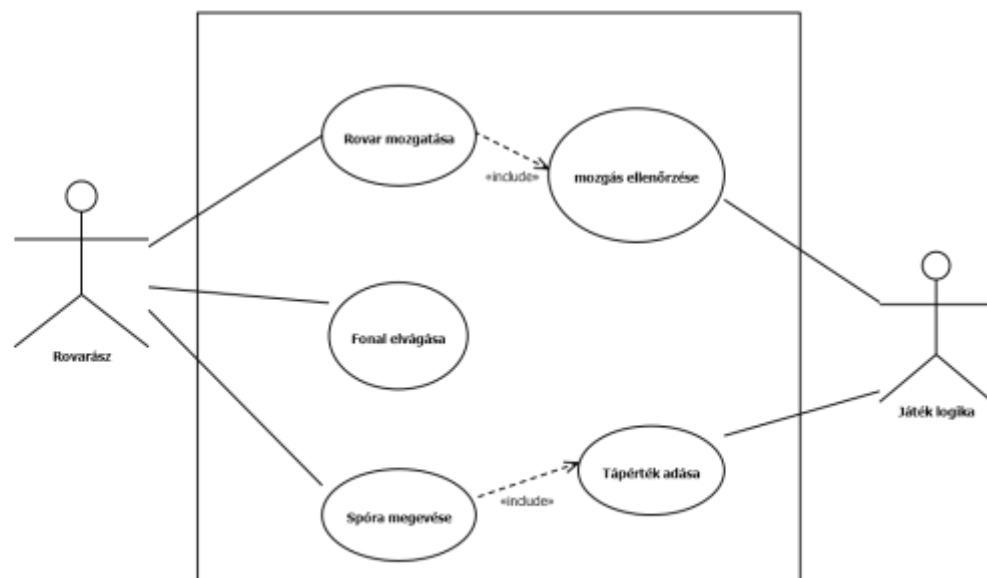 Rovar mozgatása
«include»
mozgás ellenőrzése
Rovarász
Fonal elvágása
Játék logika
Spóra megevése
«include»
Tápérték adása